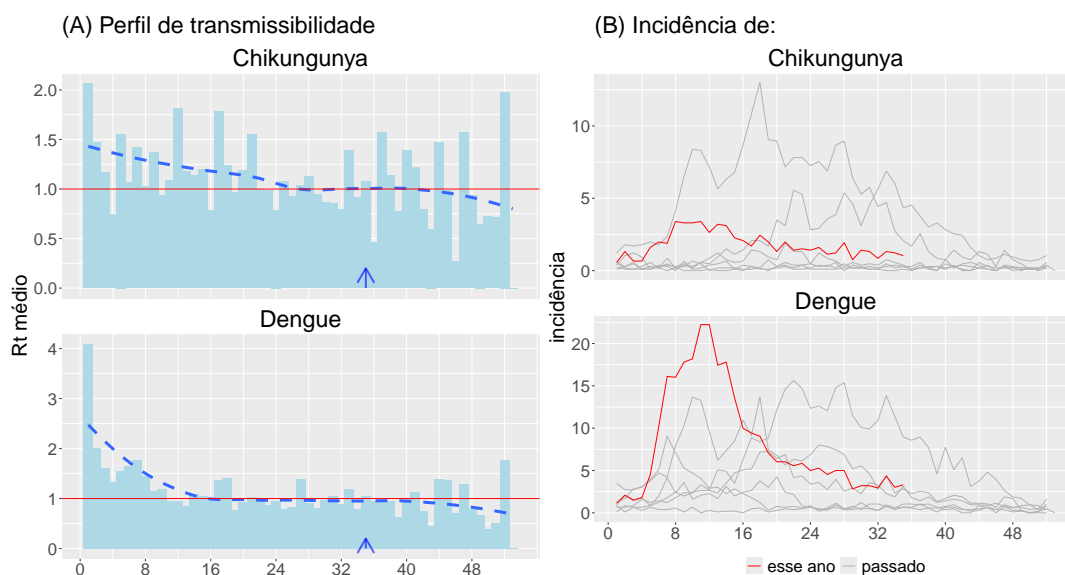 (A) Perfil de transmissibilidade
Chikungunya
2.0
1.5
1.0
0.5
0.0
Dengue
4
3
2
1
0
0 8 16 24 32 40 48
Rt médio
(B) Incidência de:
Chikungunya
10
5
0
Dengue
20
15
10
5
0
0 8 16 24 32 40 48
incidência
esse ano passado